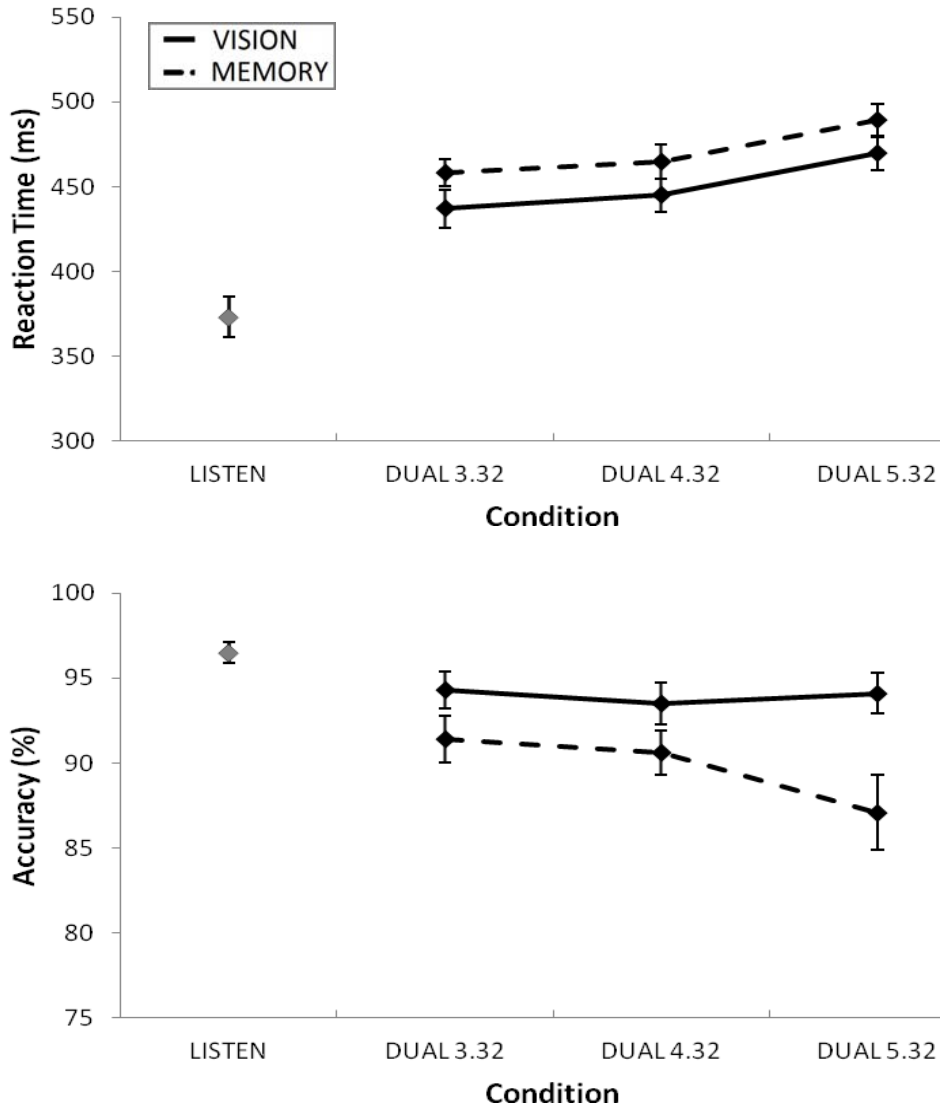 550
500
450
400
350
300
Reaction Time (ms)
VISION
MEMORY
LISTEN DUAL 3.32 DUAL 4.32 DUAL 5.32
Condition
100
95
90
85
80
75
Accuracy (%)
LISTEN DUAL 3.32 DUAL 4.32 DUAL 5.32
Condition